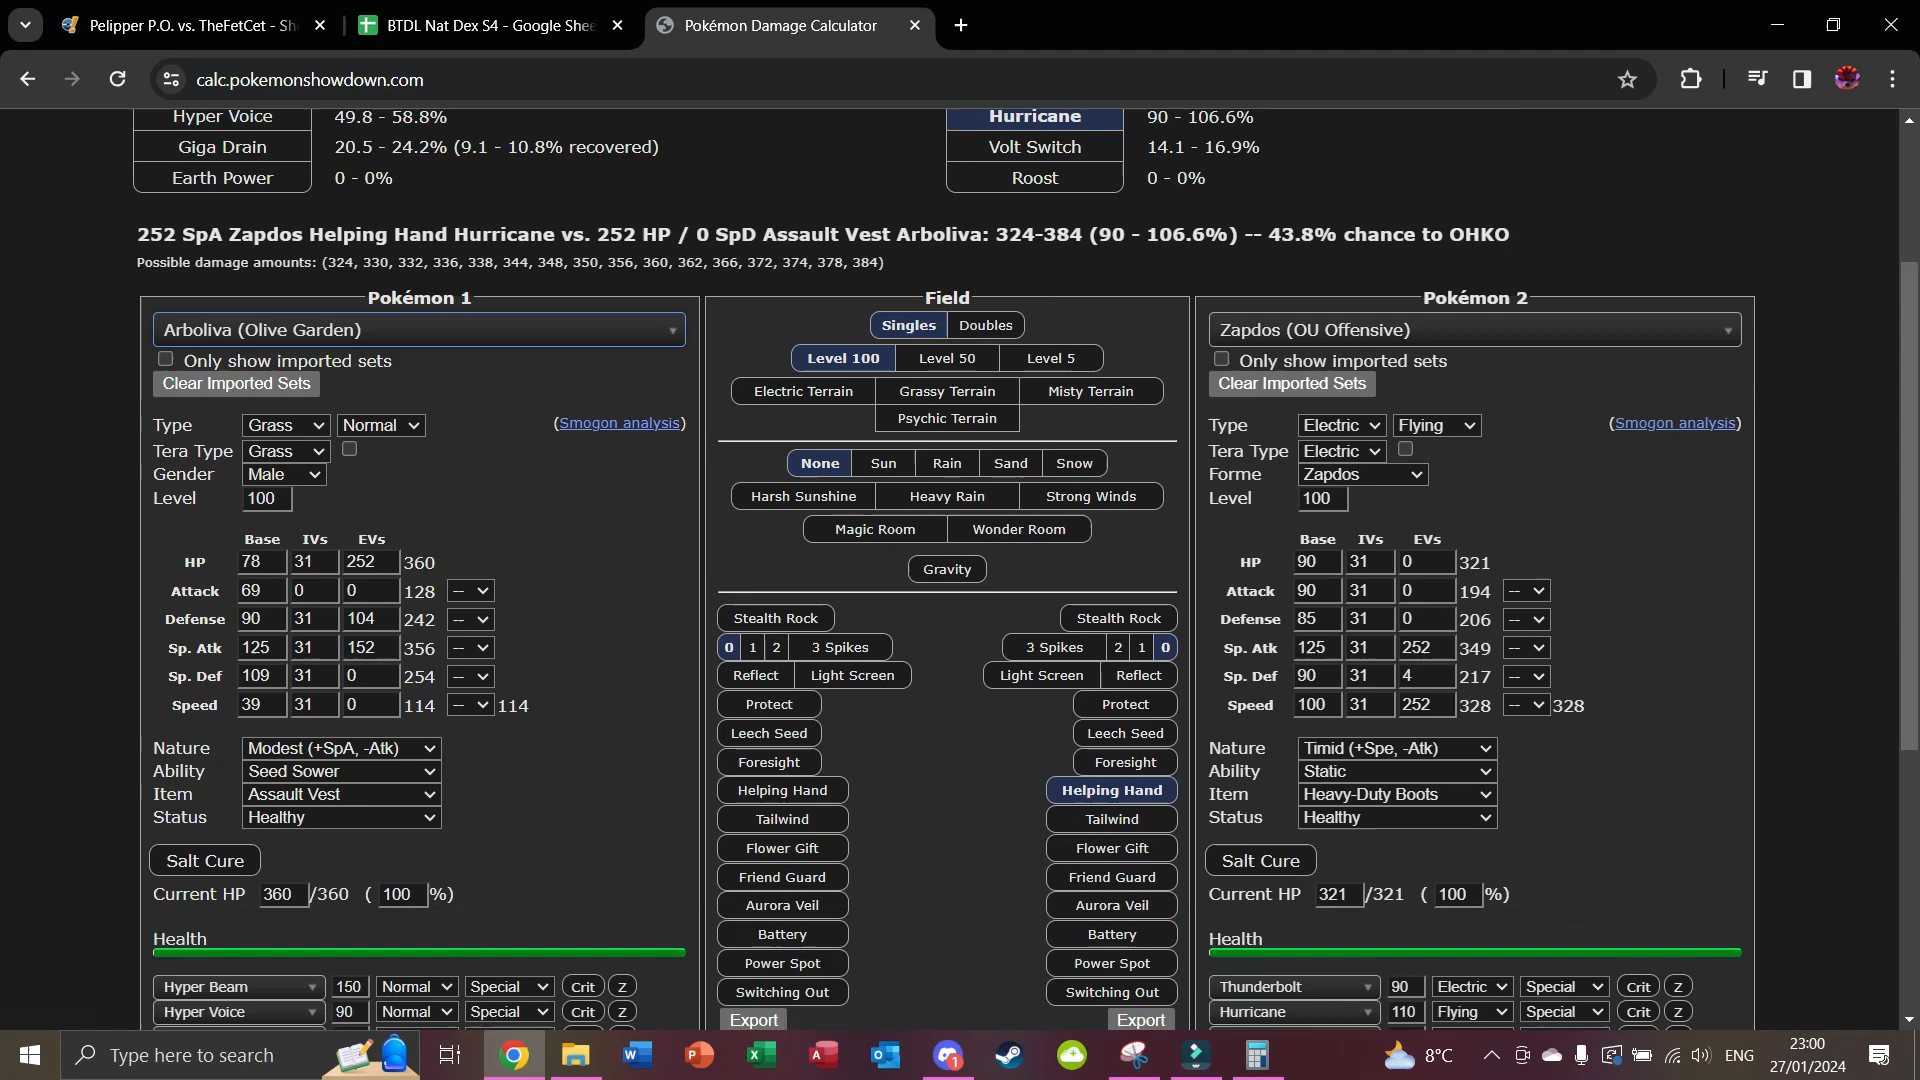 Pelipper P.O. vs. TheFetCet - Sh
BTDL Nat Dex S4 - Google Shee
Pokémon Damage Calculator
calc.pokemonshowdown.com
Hyper Voice 49.8 - 58.8%
Giga Drain 20.5 - 24.2% (9.1 - 10.8% recovered)
Earth Power 0 - 0%
Hurricane 90 - 106.6%
Volt Switch 14.1 - 16.9%
Roost 0 - 0%
252 SpA Zapdos Helping Hand Hurricane vs. 252 HP / 0 SpD Assault Vest Arboliva: 324-384 (90 - 106.6%) -- 43.8% chance to OHKO
Possible damage amounts: (324, 330, 332, 336, 338, 344, 348, 350, 356, 360, 362, 366, 372, 374, 378, 384)
Pokémon 1
Arboliva (Olive Garden)
Only show imported sets
Clear Imported Sets
Type Grass Normal (Smogon analysis)
Tera Type Grass
Gender Male
Level 100
Base IVs EVs
HP 78 31 252 360
Attack 69 0 0 128 --
Defense 90 31 104 242 --
Sp. Atk 125 31 152 356 --
Sp. Def 109 31 0 254 --
Speed 39 31 0 114 -- 114
Nature Modest (+SpA, -Atk)
Ability Seed Sower
Item Assault Vest
Status Healthy
Salt Cure
Current HP 360/360 ( 100 %)
Health
Hyper Beam 150 Normal Special Crit Z
Hyper Voice 90 Normal Special Crit Z
Field
Singles Doubles
Level 100 Level 50 Level 5
Electric Terrain Grassy Terrain Misty Terrain
Psychic Terrain
None Sun Rain Sand Snow
Harsh Sunshine Heavy Rain Strong Winds
Magic Room Wonder Room
Gravity
Stealth Rock Stealth Rock
0 1 2 3 Spikes 3 Spikes 2 1 0
Reflect Light Screen Light Screen Reflect
Protect Protect
Leech Seed Leech Seed
Foresight Foresight
Helping Hand Helping Hand
Tailwind Tailwind
Flower Gift Flower Gift
Friend Guard Friend Guard
Aurora Veil Aurora Veil
Battery Battery
Power Spot Power Spot
Switching Out Switching Out
Export Export
Pokémon 2
Zapdos (OU Offensive)
Only show imported sets
Clear Imported Sets
Type Electric Flying (Smogon analysis)
Tera Type Electric
Forme Zapdos
Level 100
Base IVs EVs
HP 90 31 0 321
Attack 90 31 0 194 --
Defense 85 31 0 206 --
Sp. Atk 125 31 252 349 --
Sp. Def 90 31 4 217 --
Speed 100 31 252 328 -- 328
Nature Timid (+Spe, -Atk)
Ability Static
Item Heavy-Duty Boots
Status Healthy
Salt Cure
Current HP 321/321 ( 100 %)
Health
Thunderbolt 90 Electric Special Crit Z
Hurricane 110 Flying Special Crit Z
Type here to search
1
8°C
ENG
23:00
27/01/2024